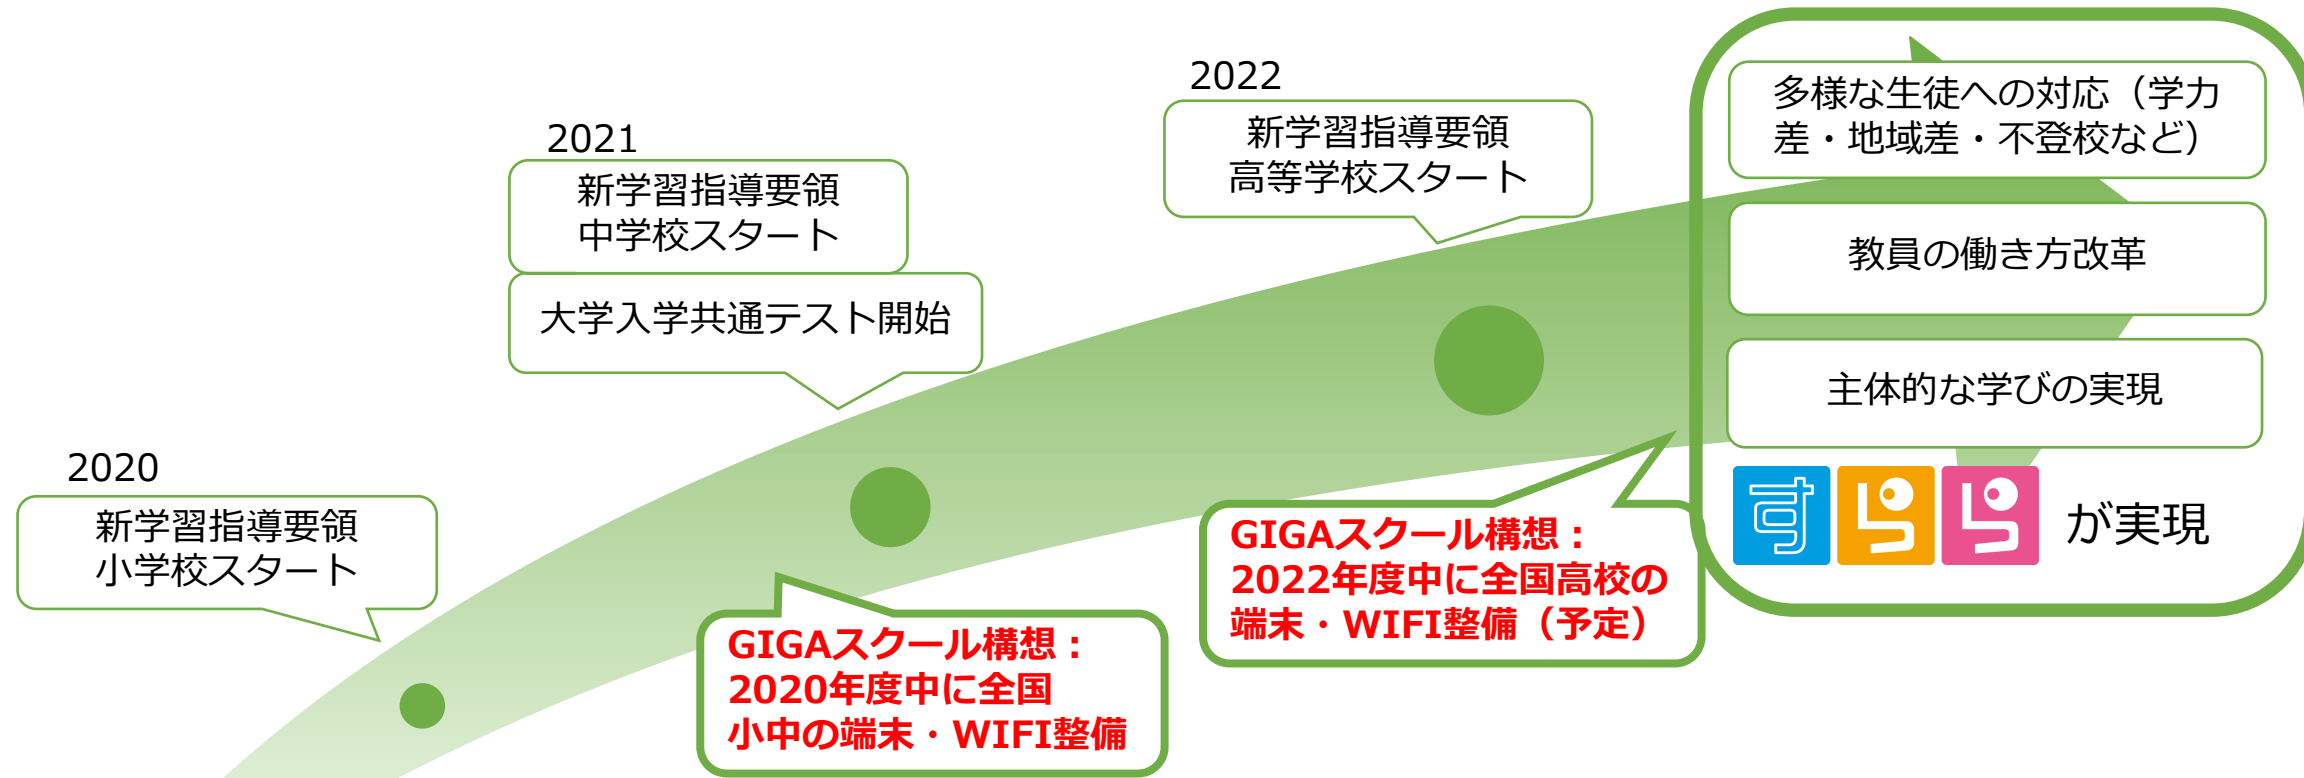 2020
新学習指導要領
小学校スタート
2021
新学習指導要領
中学校スタート
大学入学共通テスト開始
GIGAスクール構想：
2020年度中に全国
小中の端末・WIFI整備
2022
新学習指導要領
高等学校スタート
GIGAスクール構想：
2022年度中に全国高校の
端末・WIFI整備（予定）
多様な生徒への対応（学力
差・地域差・不登校など）
教員の働き方改革
主体的な学びの実現
すらら が実現